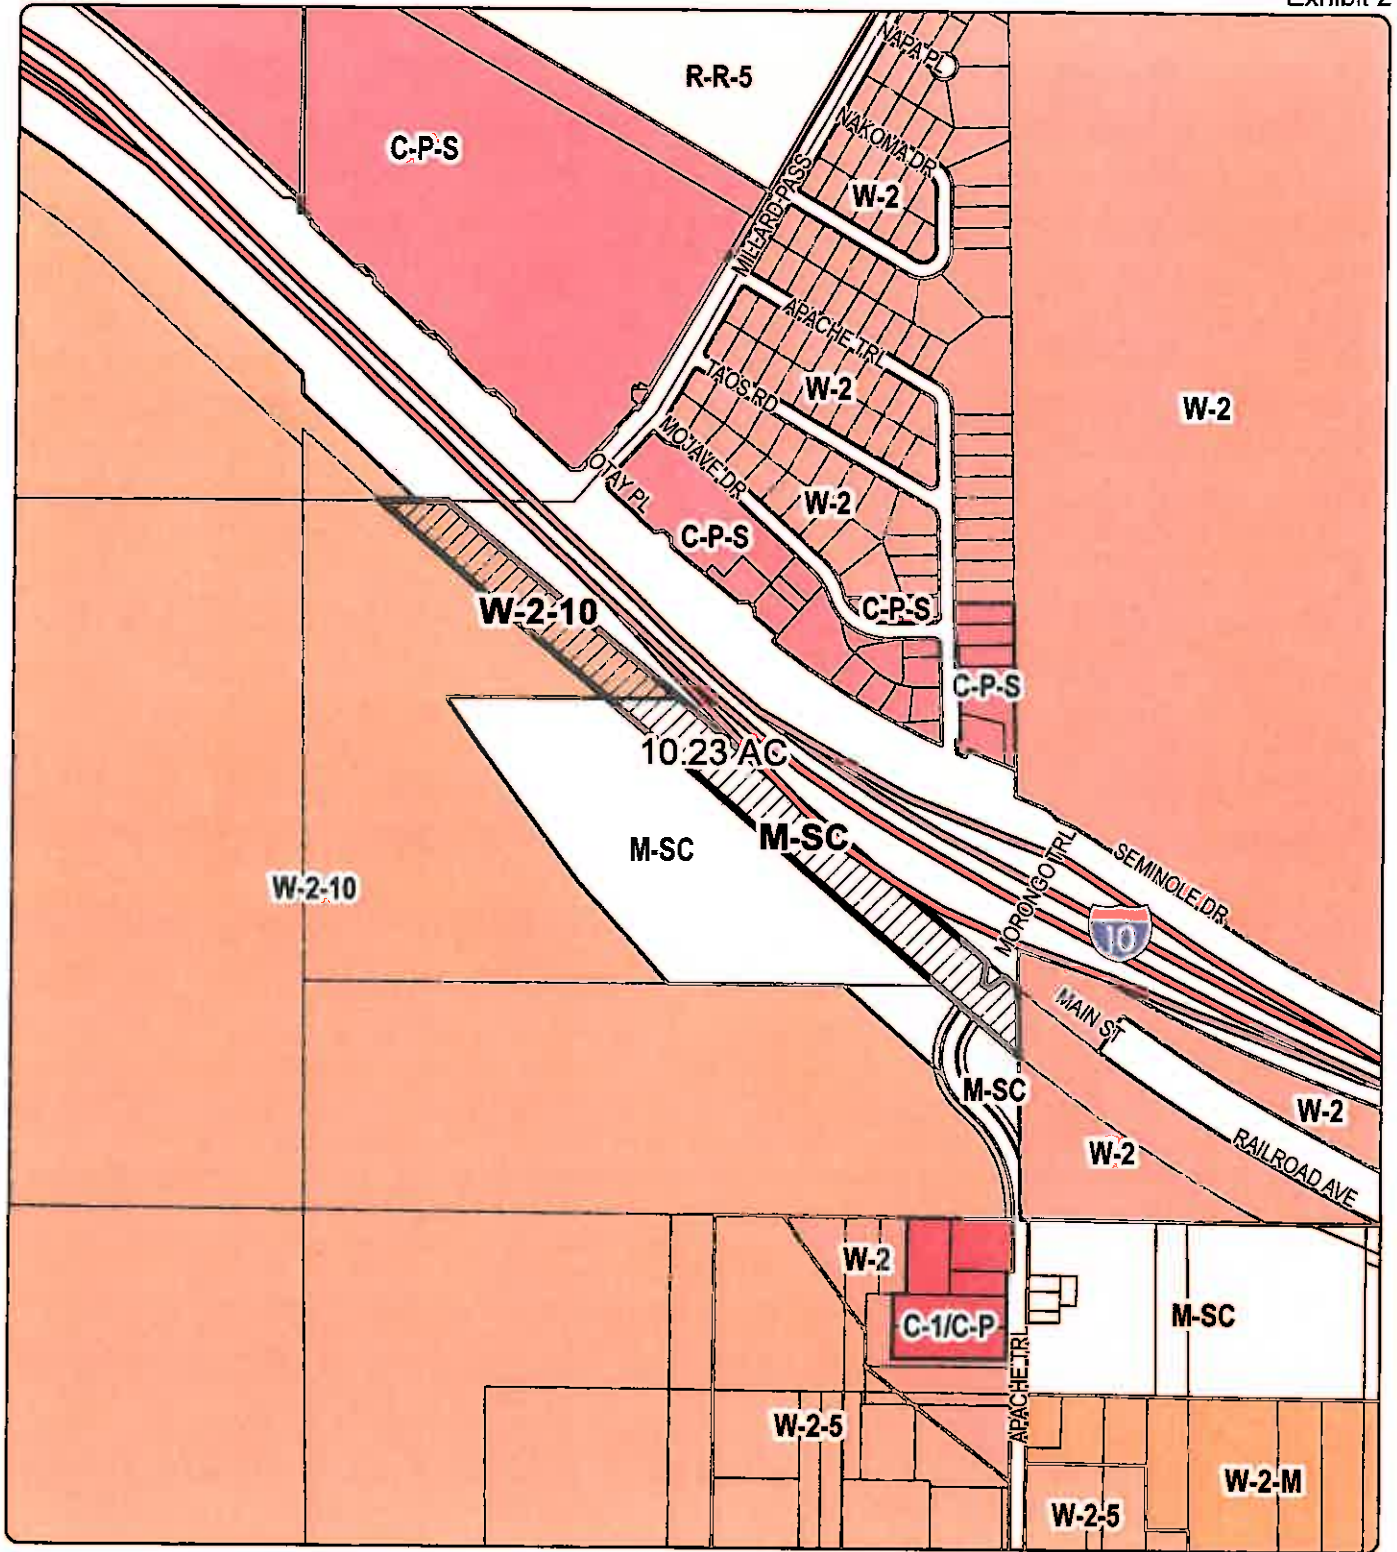 Exhibit 2
NAPA PL
R-R-5
NAKOMA DR
C-P-S
W-2
MILLARD PASS
APACHE TRL
TAOS RD
W-2
W-2
MOJAVE DR
OTAY PL
W-2
C-P-S
C-P-S
W-2-10
C-P-S
10.23 AC
M-SC
M-SC
W-2-10
MORONGO TRL
SEMINOLE DR
10
MAIN ST
M-SC
W-2
W-2
RAILROAD AVE
W-2
C-1/C-P
M-SC
APACHE TRL
W-2-5
W-2-M
W-2-5